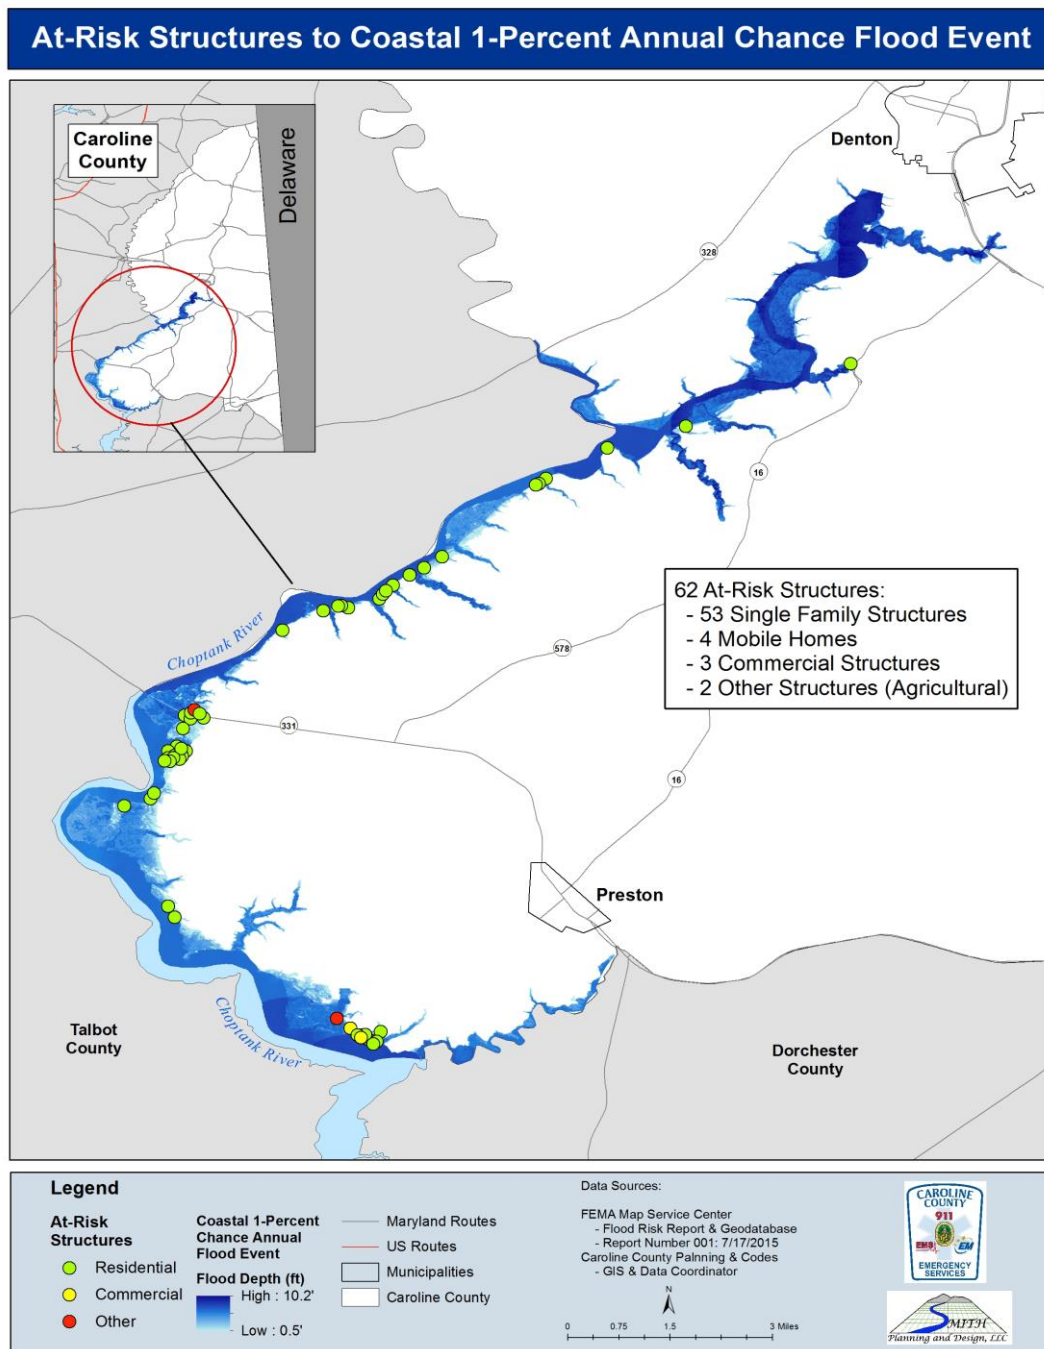 At-Risk Structures to Coastal 1-Percent Annual Chance Flood Event
Caroline
County
Delaware
Denton
328
16
62 At-Risk Structures:
- 53 Single Family Structures
- 4 Mobile Homes
- 3 Commercial Structures
- 2 Other Structures (Agricultural)
Choptank River
578
331
16
Preston
Choptank River
Talbot
County
Dorchester
County
Legend
At-Risk
Structures
Residential
Commercial
Other
Coastal 1-Percent
Chance Annual
Flood Event
Flood Depth (ft)
High : 10.2'
Low : 0.5'
Maryland Routes
US Routes
Municipalities
Caroline County
Data Sources:
FEMA Map Service Center
- Flood Risk Report & Geodatabase
- Report Number 001: 7/17/2015
Caroline County Palnning & Codes
- GIS & Data Coordinator
N
0 0.75 1.5 3 Miles
CAROLINE
COUNTY
911
EMS
EM
EMERGENCY
SERVICES
SMITH
Planning and Design, LLC